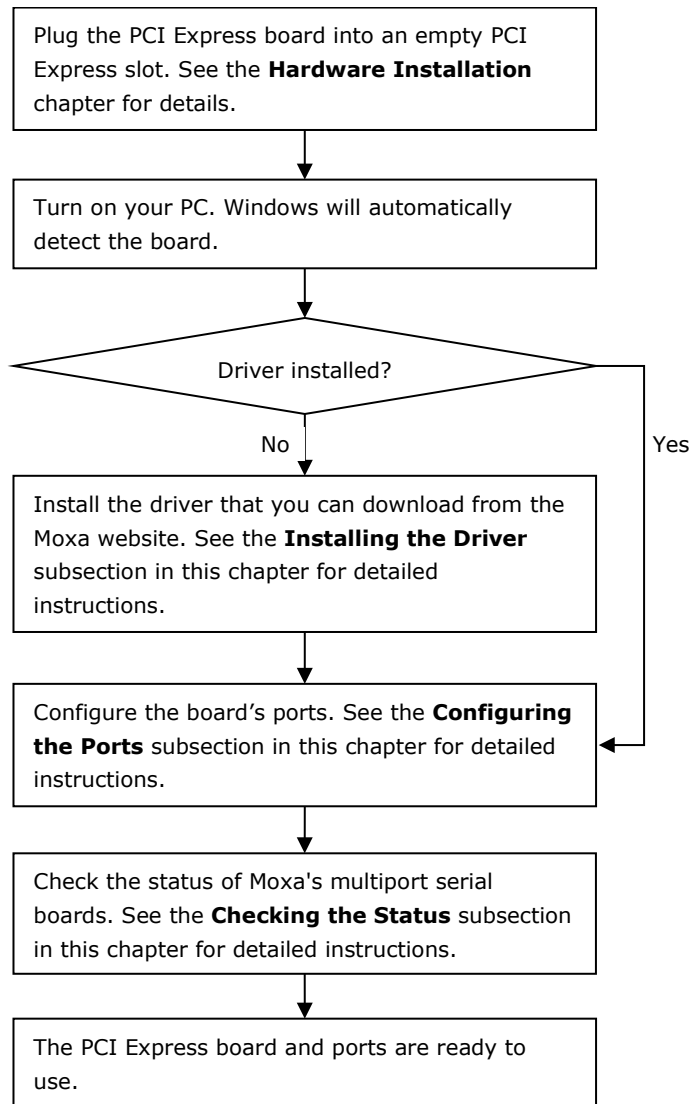 Plug the PCI Express board into an empty PCI
Express slot. See the Hardware Installation
chapter for details.
Turn on your PC. Windows will automatically
detect the board.
Driver installed?
No
Yes
Install the driver that you can download from the
Moxa website. See the Installing the Driver
subsection in this chapter for detailed
instructions.
Configure the board’s ports. See the Configuring
the Ports subsection in this chapter for detailed
instructions.
Check the status of Moxa's multiport serial
boards. See the Checking the Status subsection
in this chapter for detailed instructions.
The PCI Express board and ports are ready to
use.